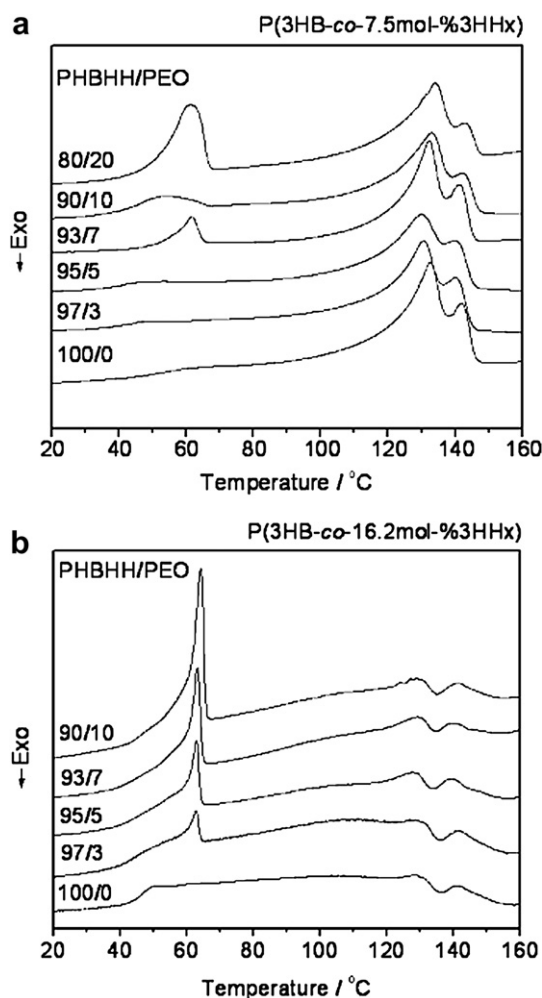 a
P(3HB-co-7.5mol-%3HHx)
PHBHH/PEO
80/20
90/10
93/7
95/5
97/3
100/0
←Exo
20 40 60 80 100 120 140 160
Temperature / °C
b
P(3HB-co-16.2mol-%3HHx)
PHBHH/PEO
90/10
93/7
95/5
97/3
100/0
←Exo
20 40 60 80 100 120 140 160
Temperature / °C